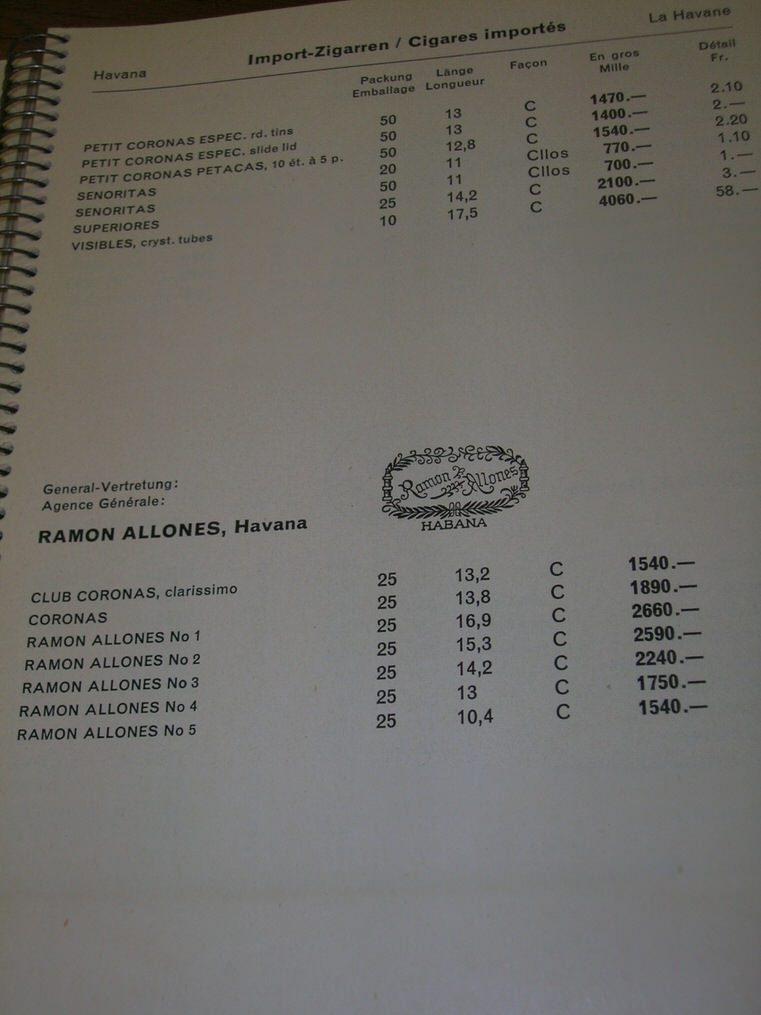 Havana Import-Zigarren / Cigares importés La Havane
Packung Länge Façon En gros Détail
Emballage Longueur Mille Fr.
PETIT CORONAS ESPEC. rd. tins 50 13 C 1470.— 2.10
PETIT CORONAS ESPEC. slide lid 50 13 C 1400.— 2.—
PETIT CORONAS PETACAS, 10 ét. à 5 p. 50 12,8 C 1540.— 2.20
SENORITAS 20 11 Cllos 770.— 1.10
SENORITAS 50 11 Cllos 700.— 1.—
SUPERIORES 25 14,2 C 2100.— 3.—
VISIBLES, cryst. tubes 10 17,5 C 4060.— 58.—
General-Vertretung:
Agence Générale:
RAMON ALLONES, Havana
Ramon Allones
HABANA
CLUB CORONAS, clarissimo 25 13,2 C 1540.—
CORONAS 25 13,8 C 1890.—
RAMON ALLONES No 1 25 16,9 C 2660.—
RAMON ALLONES No 2 25 15,3 C 2590.—
RAMON ALLONES No 3 25 14,2 C 2240.—
RAMON ALLONES No 4 25 13 C 1750.—
RAMON ALLONES No 5 25 10,4 C 1540.—